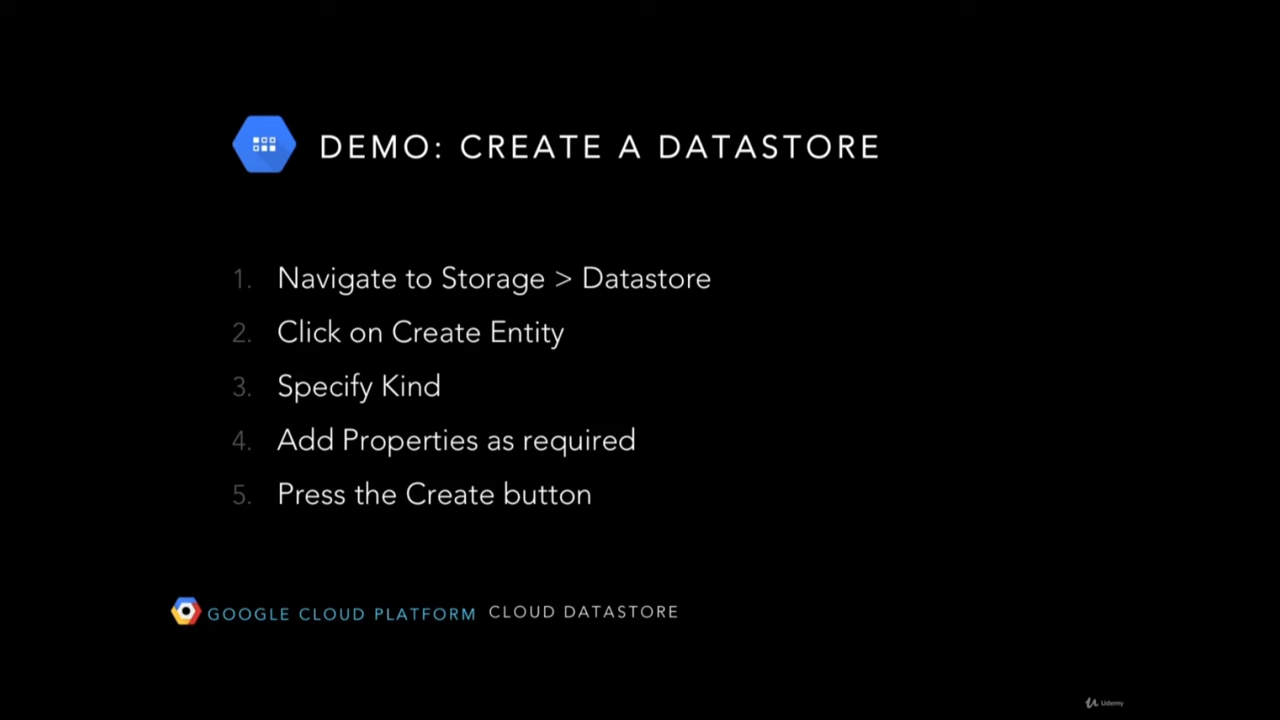 DEMO: CREATE A DATASTORE
1. Navigate to Storage > Datastore
2. Click on Create Entity
3. Specify Kind
4. Add Properties as required
5. Press the Create button
GOOGLE CLOUD PLATFORM CLOUD DATASTORE
Udemy